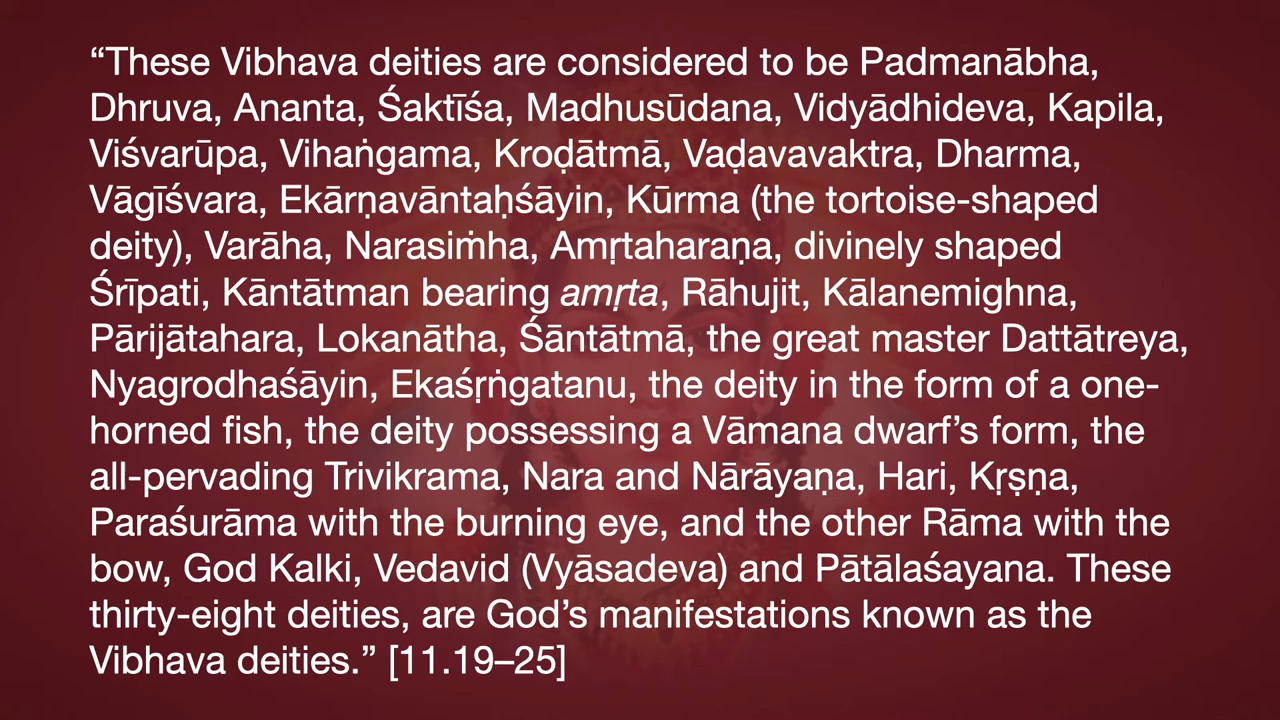 “These Vibhava deities are considered to be Padmanābha,
Dhruva, Ananta, Śaktīśa, Madhusūdana, Vidyādhideva, Kapila,
Viśvarūpa, Vihaṅgama, Kroḍātmā, Vaḍavavaktra, Dharma,
Vāgīśvara, Ekārṇavāntaḥśāyin, Kūrma (the tortoise-shaped
deity), Varāha, Narasiṁha, Amṛtaharaṇa, divinely shaped
Śrīpati, Kāntātman bearing amṛta, Rāhujit, Kālanemighna,
Pārijātahara, Lokanātha, Śāntātmā, the great master Dattātreya,
Nyagrodhaśāyin, Ekaśṛṅgatanu, the deity in the form of a one-
horned fish, the deity possessing a Vāmana dwarf’s form, the
all-pervading Trivikrama, Nara and Nārāyaṇa, Hari, Kṛṣṇa,
Paraśurāma with the burning eye, and the other Rāma with the
bow, God Kalki, Vedavid (Vyāsadeva) and Pātālaśayana. These
thirty-eight deities, are God’s manifestations known as the
Vibhava deities.” [11.19–25]